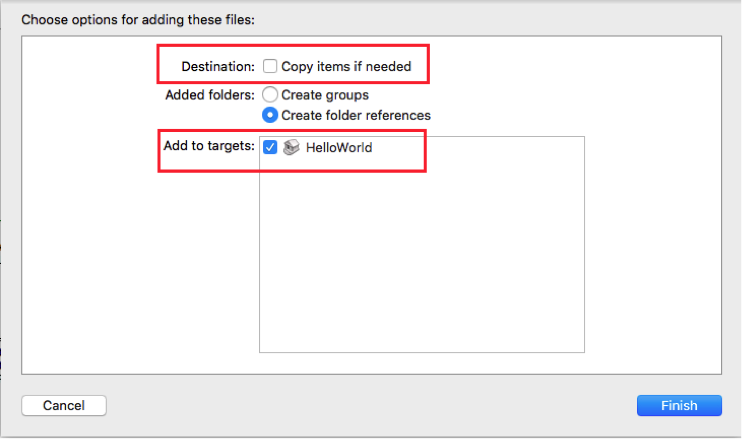 Choose options for adding these files:
Destination: Copy items if needed
Added folders: Create groups
Create folder references
Add to targets: HelloWorld
Cancel Finish